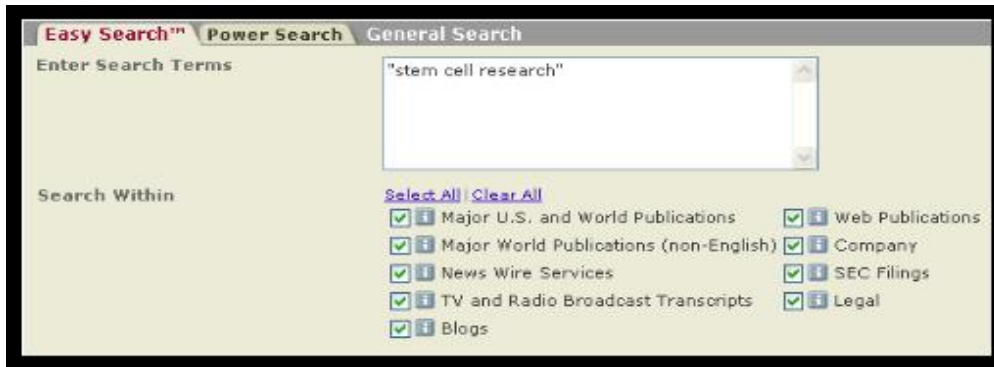 Easy Search™ Power Search General Search
Enter Search Terms
"stem cell research"
Search Within
Select All | Clear All
Major U.S. and World Publications Web Publications
Major World Publications (non-English) Company
News Wire Services SEC Filings
TV and Radio Broadcast Transcripts Legal
Blogs